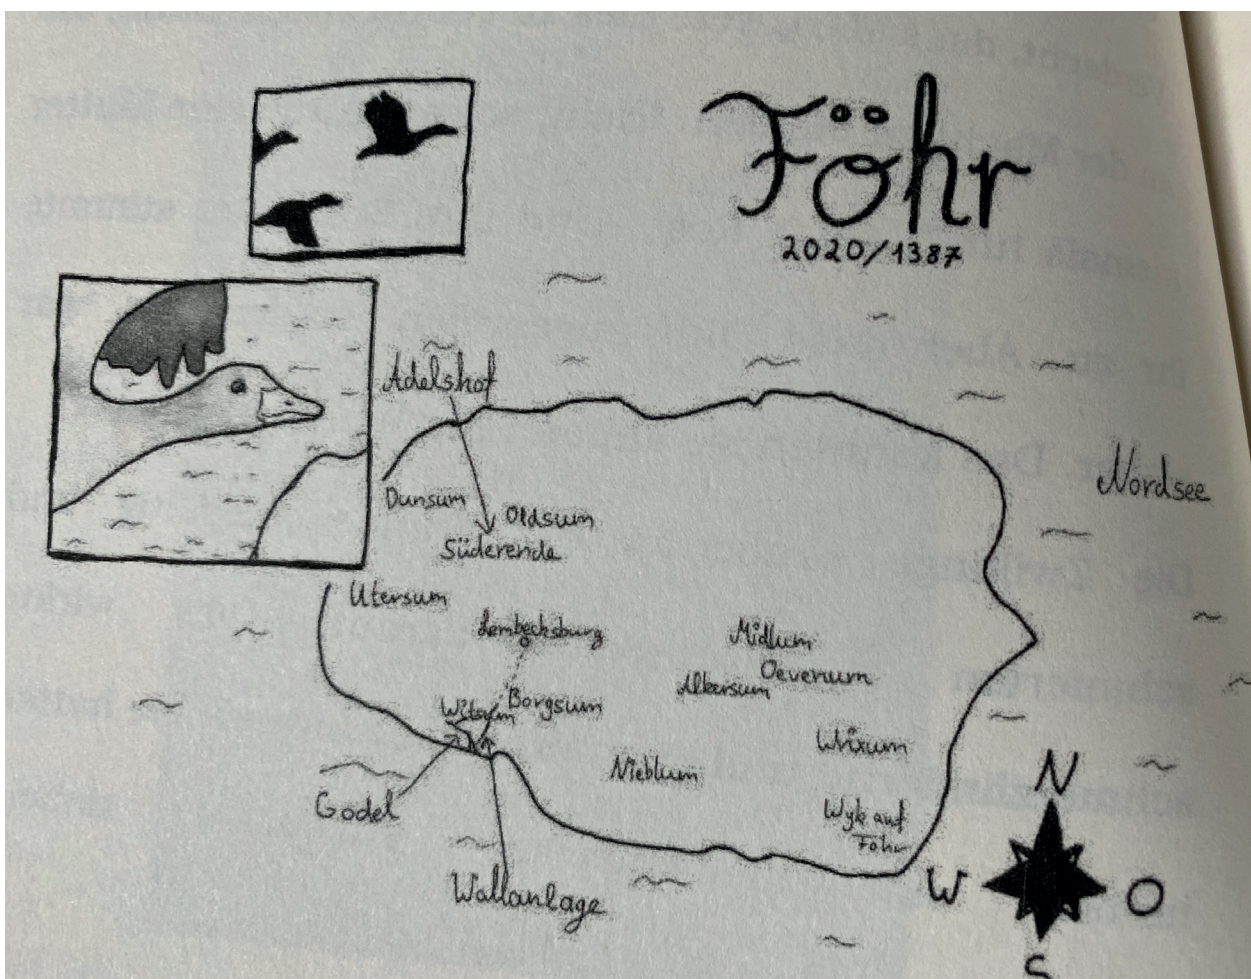 Föhr
2020/1387
Adelshof
Nordsee
Dunsum
Oldsum
Süderende
Utersum
Lembecksburg
Midlum
Oevenum
Alkersum
Borgsum
Witsum
Wrixum
Nieblum
Godel
Wyk auf
Föhr
Wallanlage
N
W
O
S